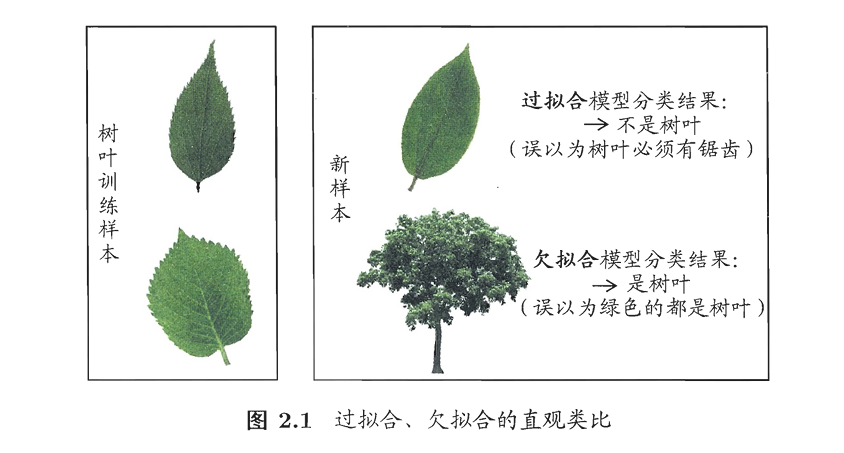 树叶训练样本
新样本
过拟合模型分类结果：
→ 不是树叶
（误以为树叶必须有锯齿）
欠拟合模型分类结果：
→ 是树叶
（误以为绿色的都是树叶）
图 2.1 过拟合、欠拟合的直观类比